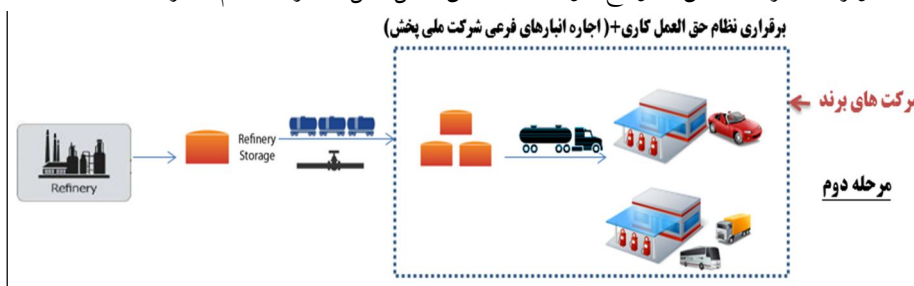 برقراری نظام حق العمل کاری+( اجاره انبارهای فرعی شرکت ملی پخش)
شرکت های برند
مرحله دوم
Refinery
Storage
Refinery